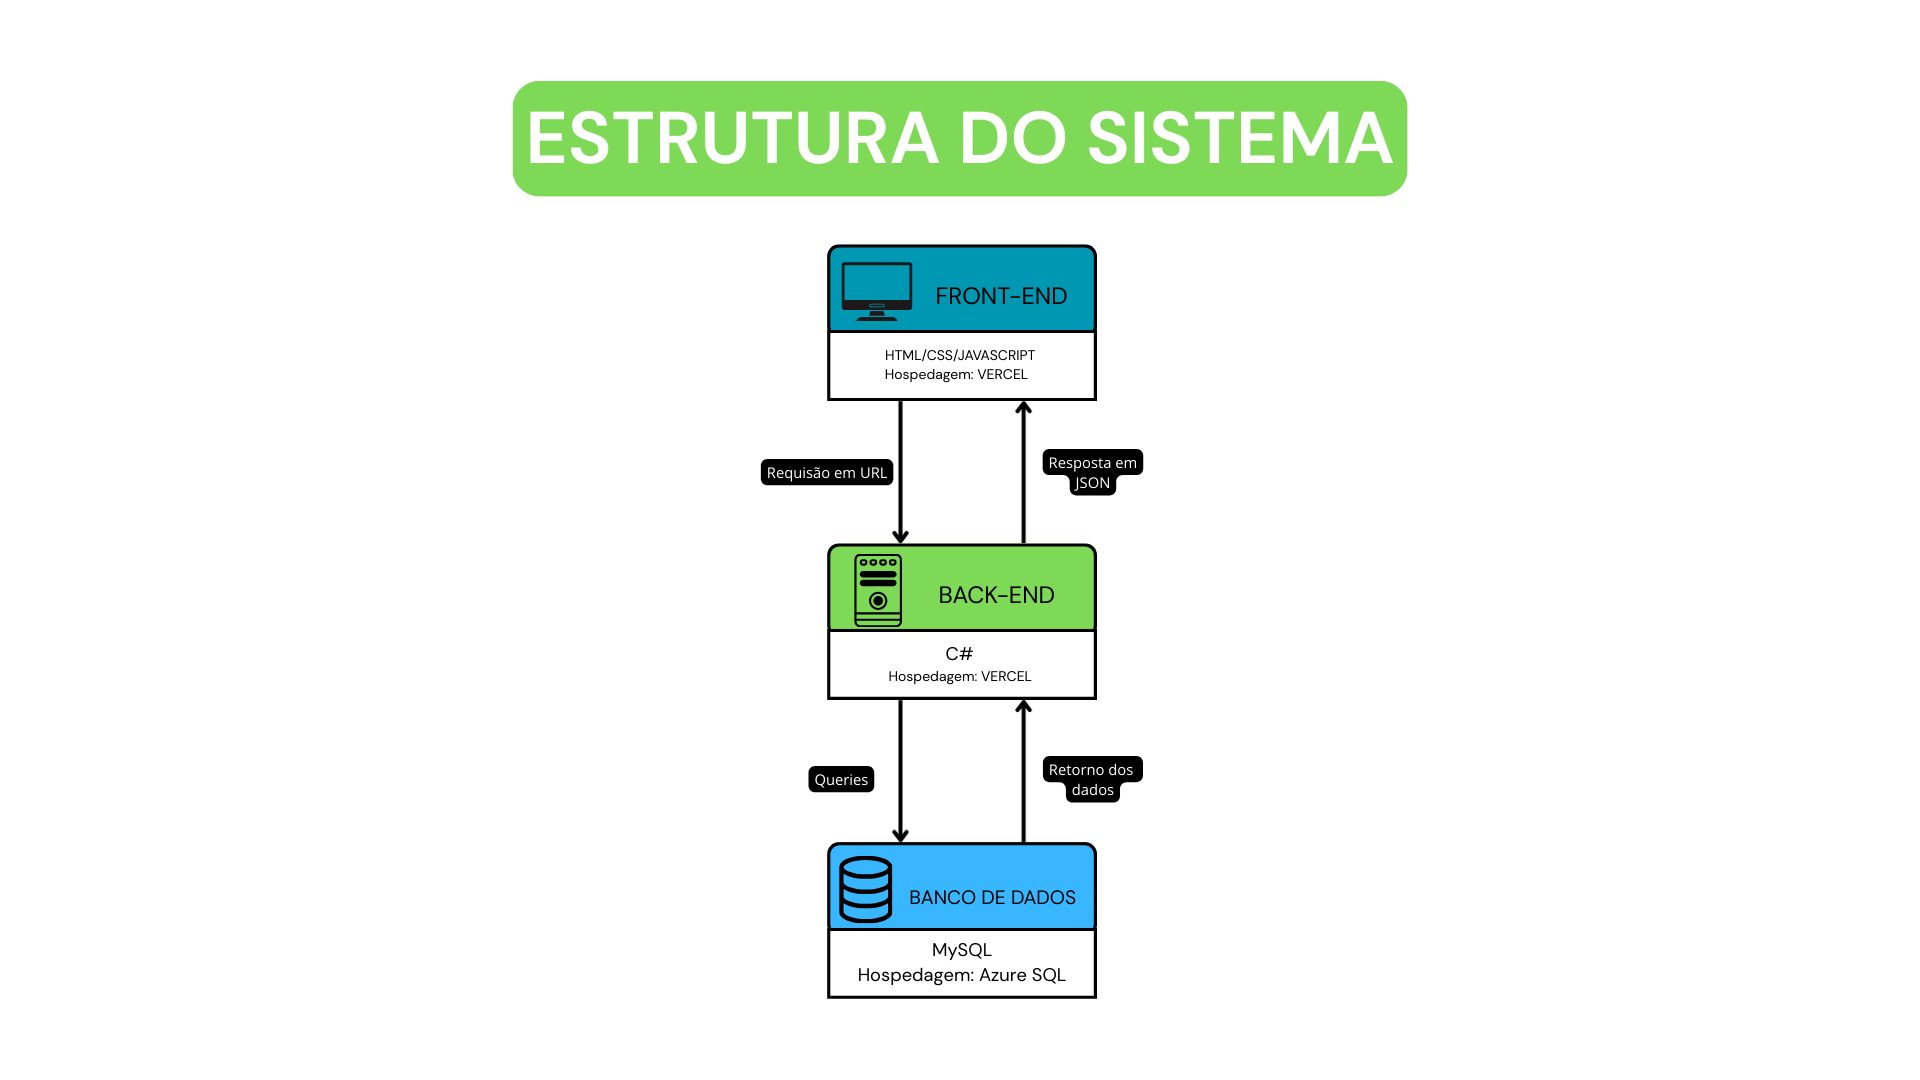 ESTRUTURA DO SISTEMA
FRONT-END
HTML/CSS/JAVASCRIPT
Hospedagem: VERCEL
Requisão em URL
Resposta em
JSON
BACK-END
C#
Hospedagem: VERCEL
Queries
Retorno dos
dados
BANCO DE DADOS
MySQL
Hospedagem: Azure SQL